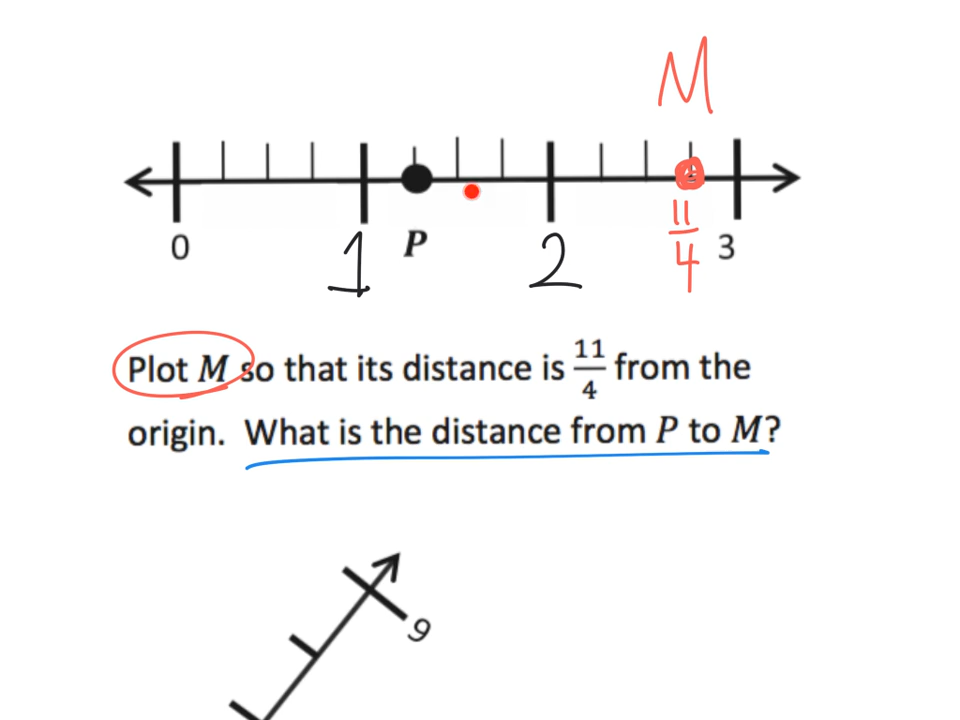 M
0 1 P 2 11/4 3
Plot M so that its distance is 11/4 from the
origin. What is the distance from P to M?
9